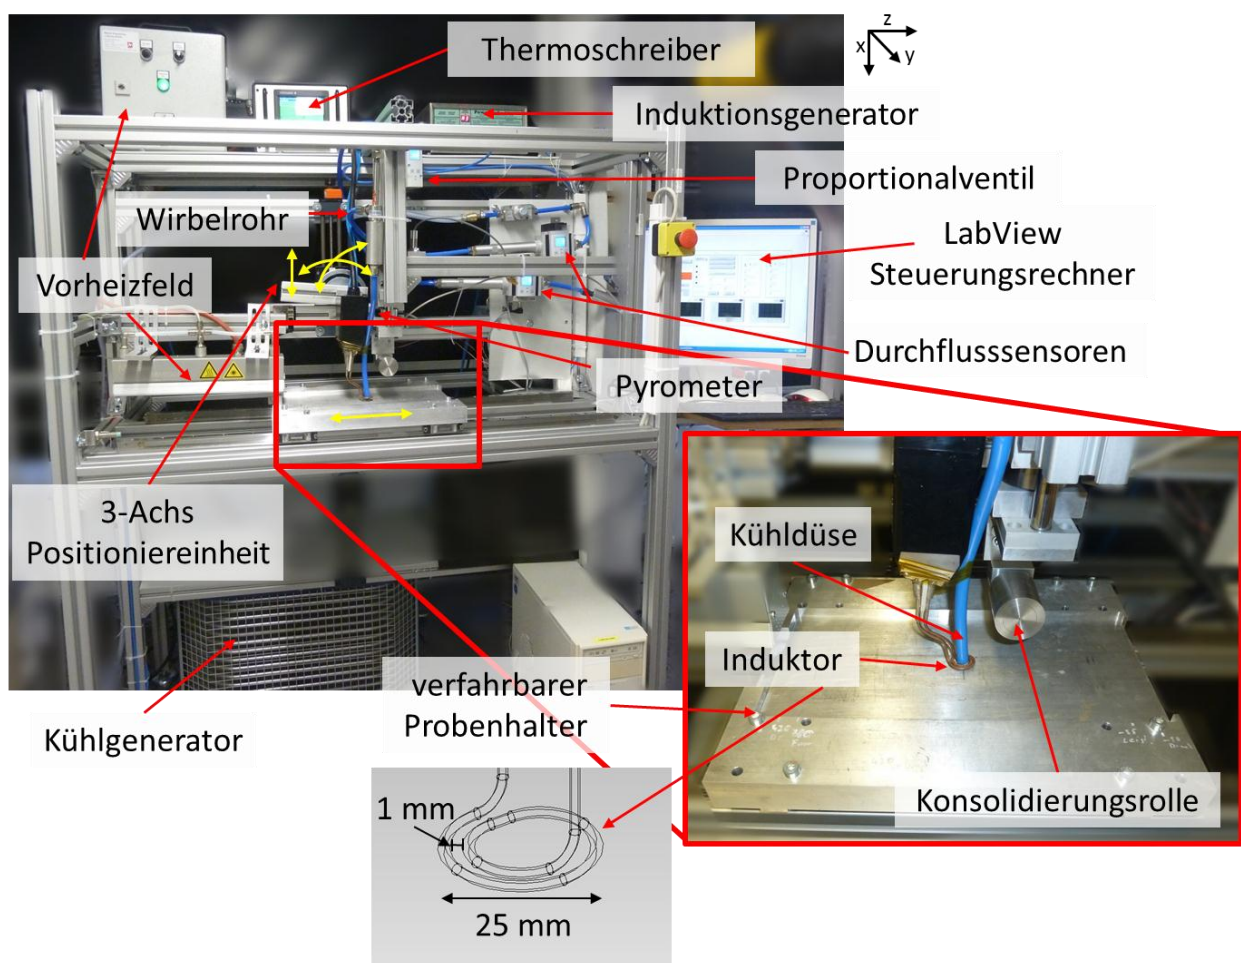 Thermoschreiber
z
x
y
Induktionsgenerator
Proportionalventil
Wirbelrohr
LabView
Steuerungsrechner
Vorheizfeld
Durchflusssensoren
Pyrometer
3-Achs
Positioniereinheit
Kühldüse
Induktor
verfahrbarer
Probenhalter
Kühlgenerator
Konsolidierungsrolle
1 mm
25 mm